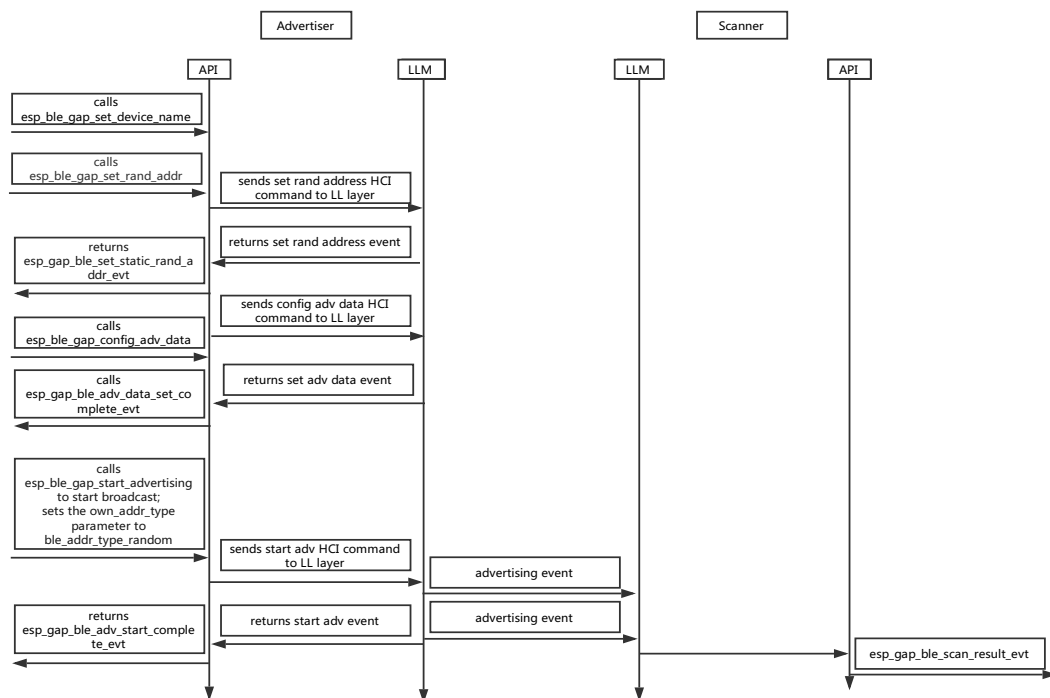 Advertiser
Scanner
API
LLM
LLM
API
calls
esp_ble_gap_set_device_name
calls
esp_ble_gap_set_rand_addr
sends set rand address HCI
command to LL layer
returns set rand address event
returns
esp_gap_ble_set_static_rand_a
ddr_evt
sends config adv data HCI
command to LL layer
calls
esp_ble_gap_config_adv_data
returns set adv data event
calls
esp_gap_ble_adv_data_set_co
mplete_evt
calls
esp_ble_gap_start_advertising
to start broadcast;
sets the own_addr_type
parameter to
ble_addr_type_random
sends start adv HCI command
to LL layer
advertising event
returns
esp_gap_ble_adv_start_comple
te_evt
returns start adv event
advertising event
esp_gap_ble_scan_result_evt